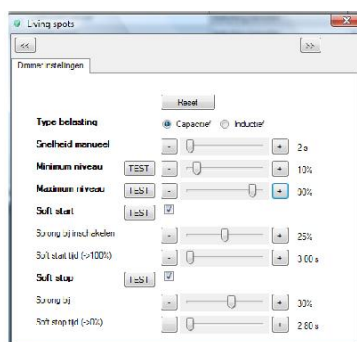 Living spots
<< >>
Dimmer instellingen
Reset
Type belasting Capacitief Inductief
Snelheid manueel - + 2 s
Minimum niveau TEST - + 10%
Maximum niveau TEST - + 90%
Soft start TEST
Sprong bij inschakelen - + 25%
Soft start tijd (->100%) - +
Soft stop TEST
Sprong bij - + 30%
Soft stop tijd (->0%) + 2.80 s